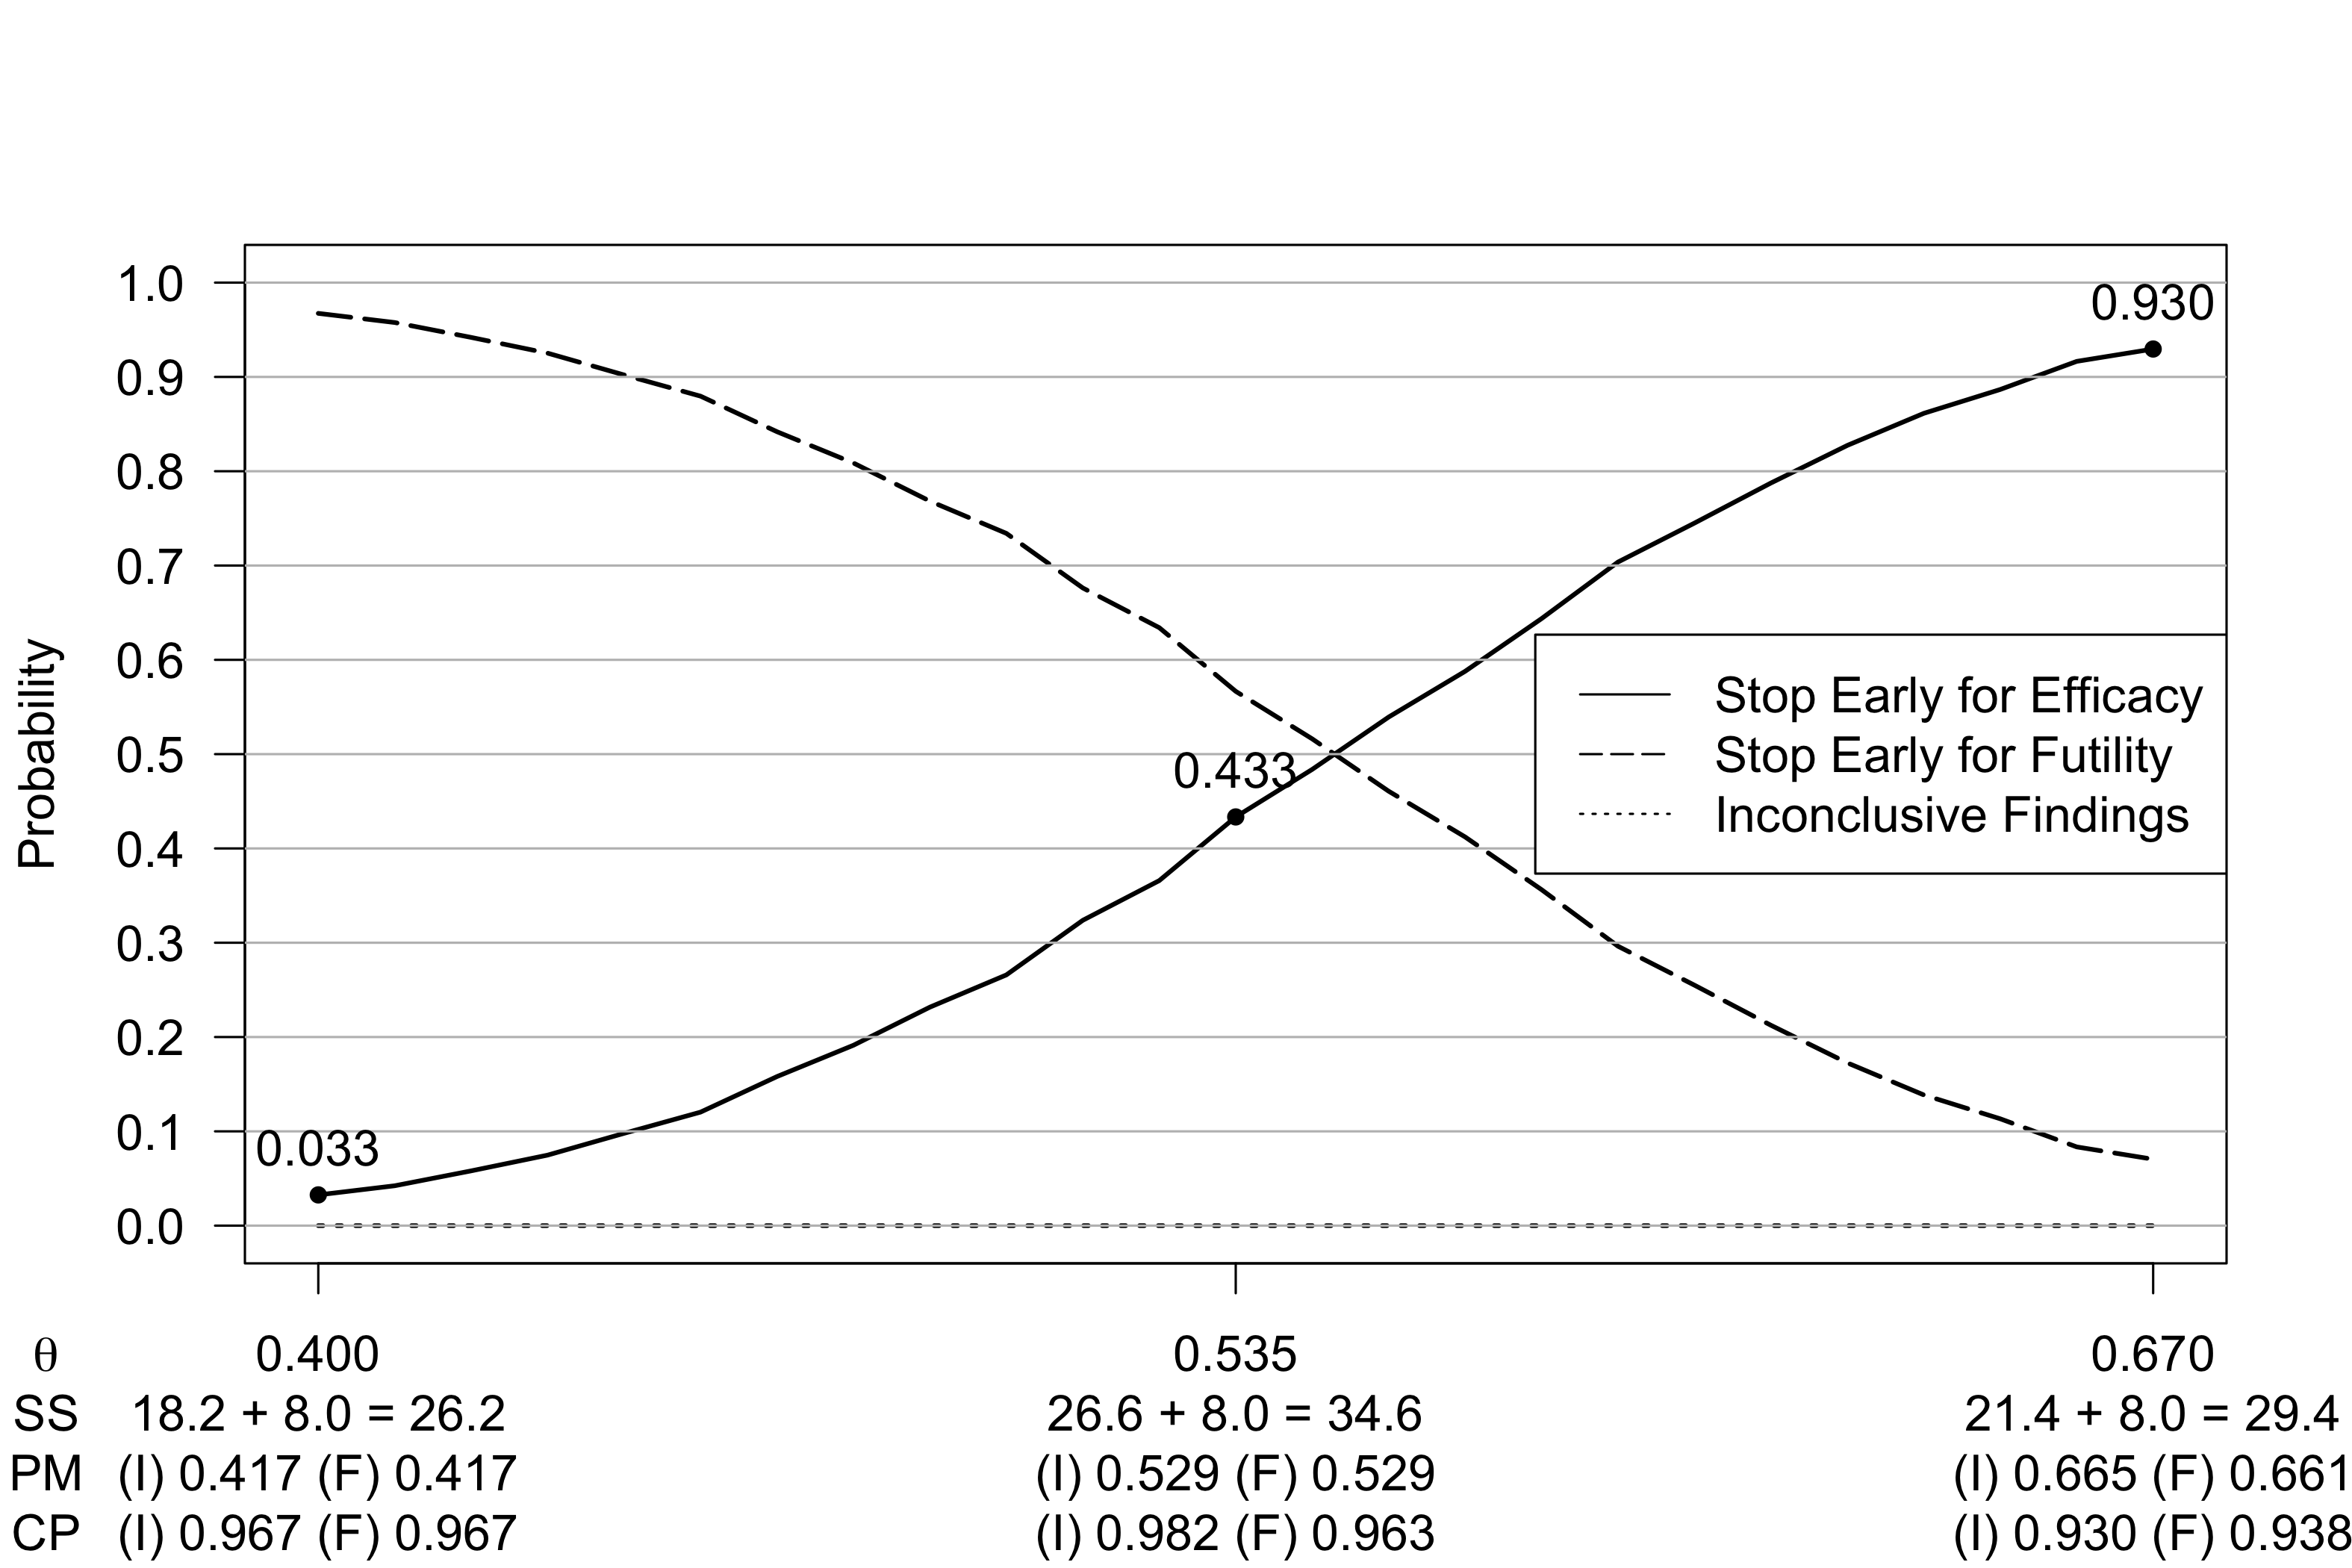 1.0
0.930
0.9
0.8
0.7
0.6
Stop Early for Efficacy
0.5
0.433
Stop Early for Futility
Inconclusive Findings
Probability
0.4
0.3
0.2
0.1
0.033
0.0
θ 0.400 0.535 0.670
SS 18.2 + 8.0 = 26.2 26.6 + 8.0 = 34.6 21.4 + 8.0 = 29.4
PM (I) 0.417 (F) 0.417 (I) 0.529 (F) 0.529 (I) 0.665 (F) 0.661
CP (I) 0.967 (F) 0.967 (I) 0.982 (F) 0.963 (I) 0.930 (F) 0.938